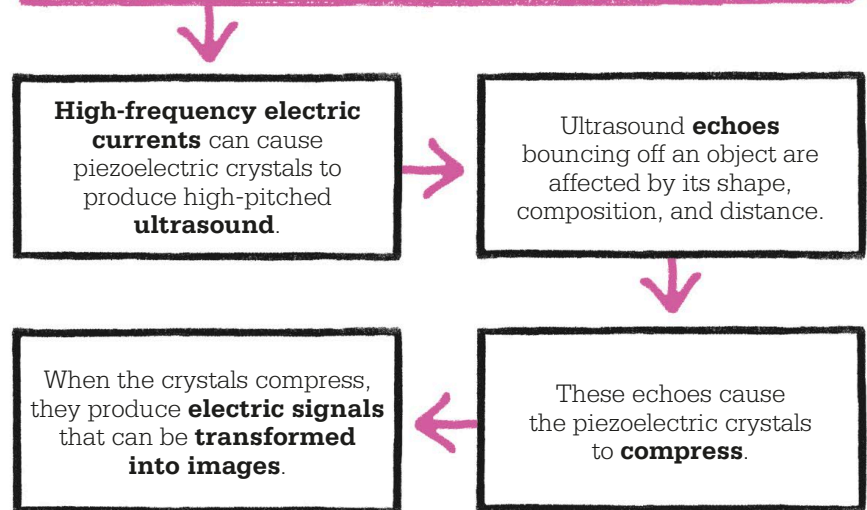 High-frequency electric
currents can cause
piezoelectric crystals to
produce high-pitched
ultrasound.
Ultrasound echoes
bouncing off an object are
affected by its shape,
composition, and distance.
These echoes cause
the piezoelectric crystals
to compress.
When the crystals compress,
they produce electric signals
that can be transformed
into images.